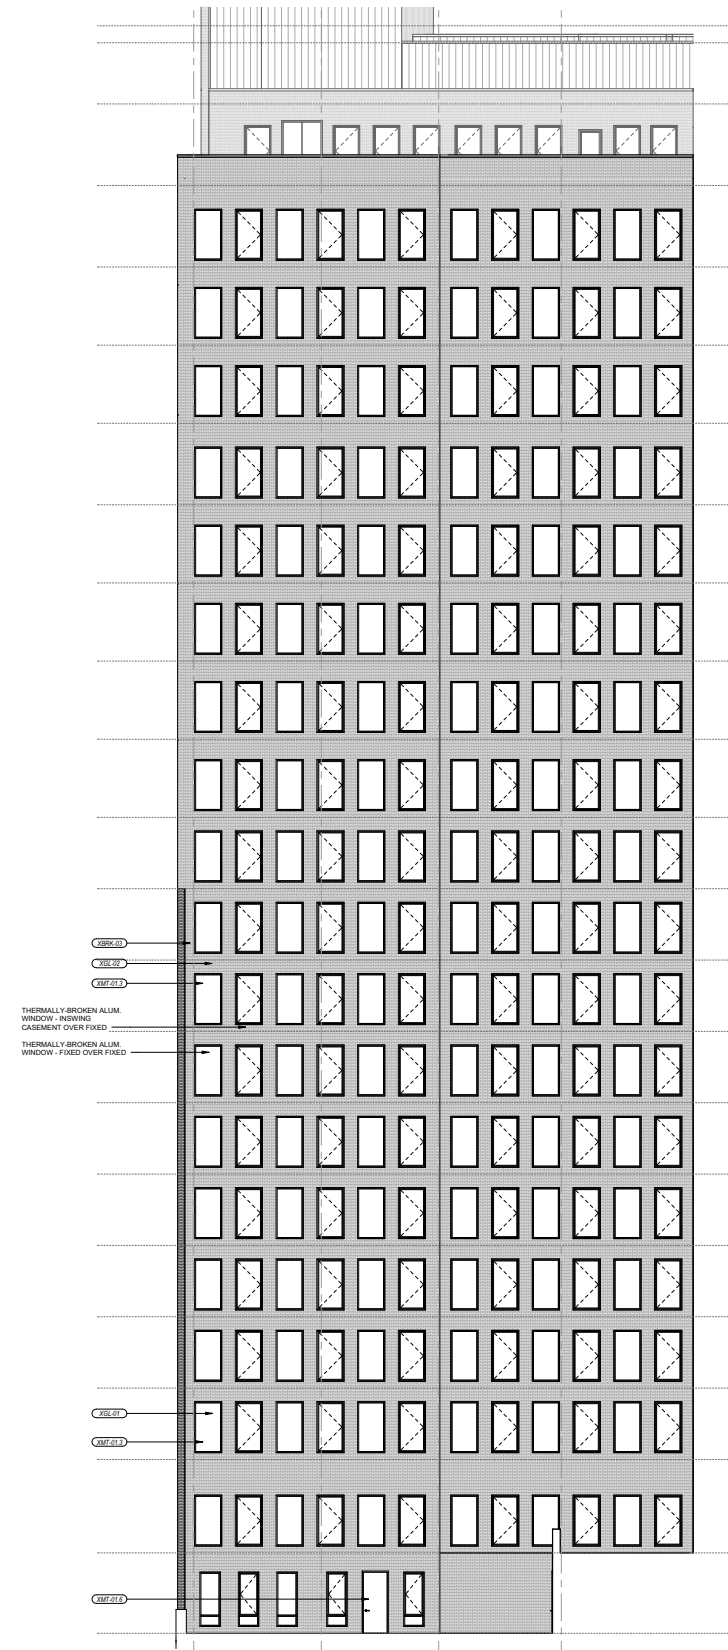 XBRK-03
XGL-02
XMT-01.3
THERMALLY-BROKEN ALUM.
WINDOW - INSWING
CASEMENT OVER FIXED
THERMALLY-BROKEN ALUM.
WINDOW - FIXED OVER FIXED
XGL-01
XMT-01.3
XMT-01.6